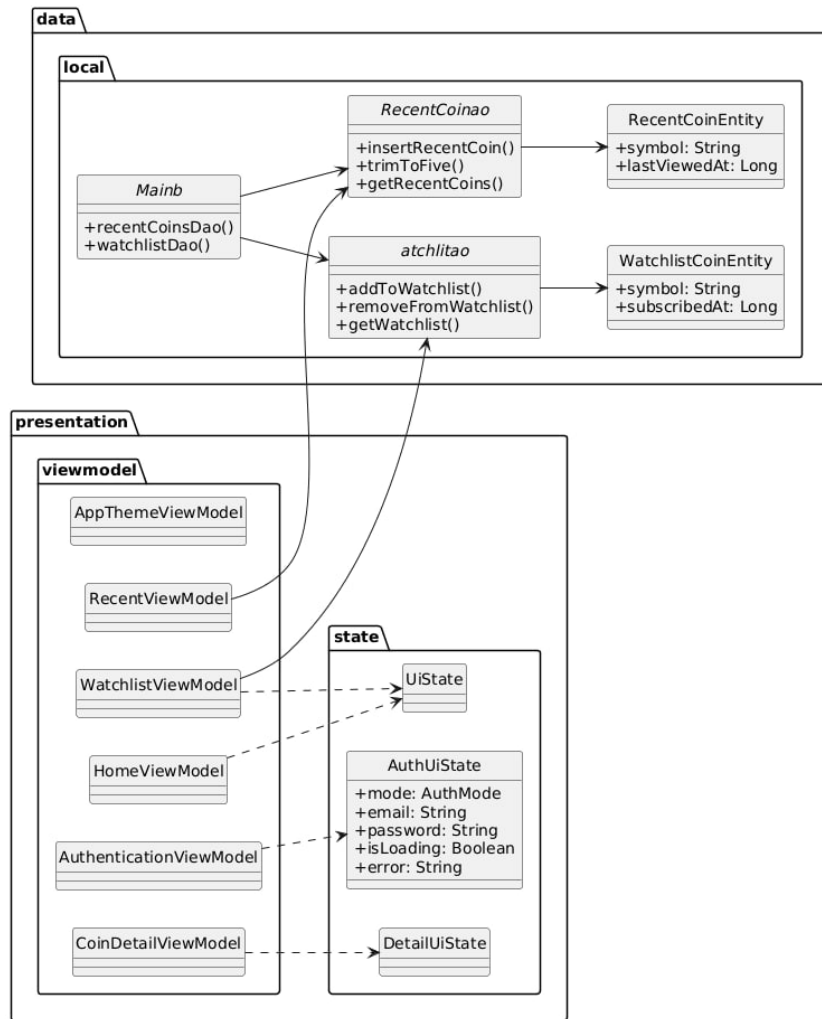 data
local
RecentCoinao
+insertRecentCoin()
+trimToFive()
+getRecentCoins()
RecentCoinEntity
+symbol: String
+lastViewedAt: Long
Mainb
+recentCoinsDao()
+watchlistDao()
atchlitao
+addToWatchlist()
+removeFromWatchlist()
+getWatchlist()
WatchlistCoinEntity
+symbol: String
+subscribedAt: Long
presentation
viewmodel
AppThemeViewModel
RecentViewModel
WatchlistViewModel
HomeViewModel
AuthenticationViewModel
CoinDetailViewModel
state
UiState
AuthUiState
+mode: AuthMode
+email: String
+password: String
+isLoading: Boolean
+error: String
DetailUiState